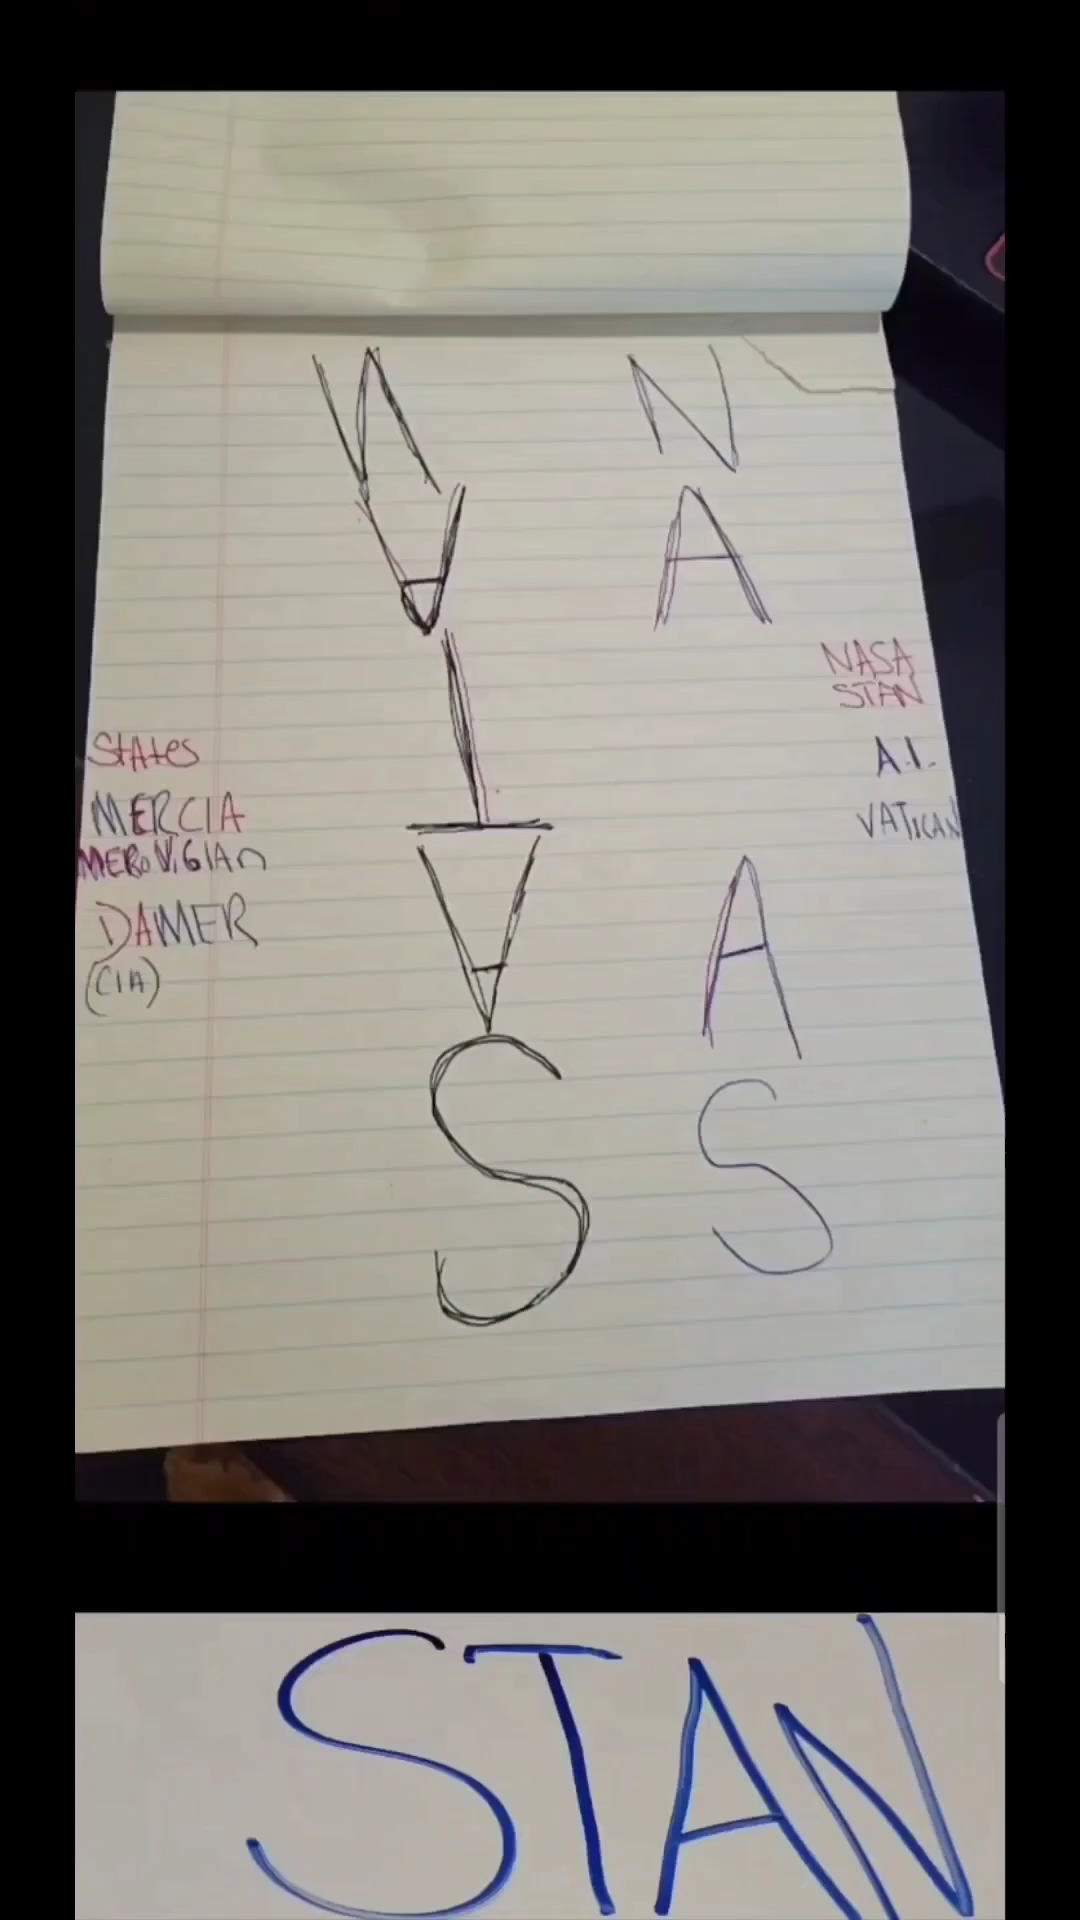 N N
A A
T
A A
S S
NASA
STAN
A.I.
VATICAN
StAtes
MERCIA
MEROViGIAn
DAMER
(CIA)
STAN